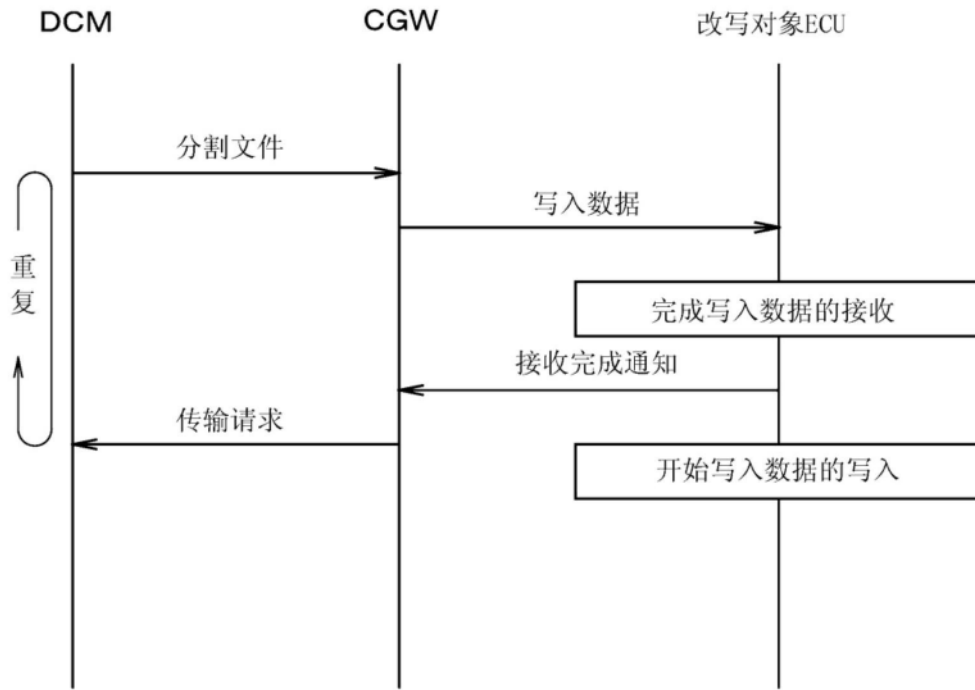 DCM
CGW
改写对象ECU
分割文件
写入数据
重复
完成写入数据的接收
接收完成通知
传输请求
开始写入数据的写入